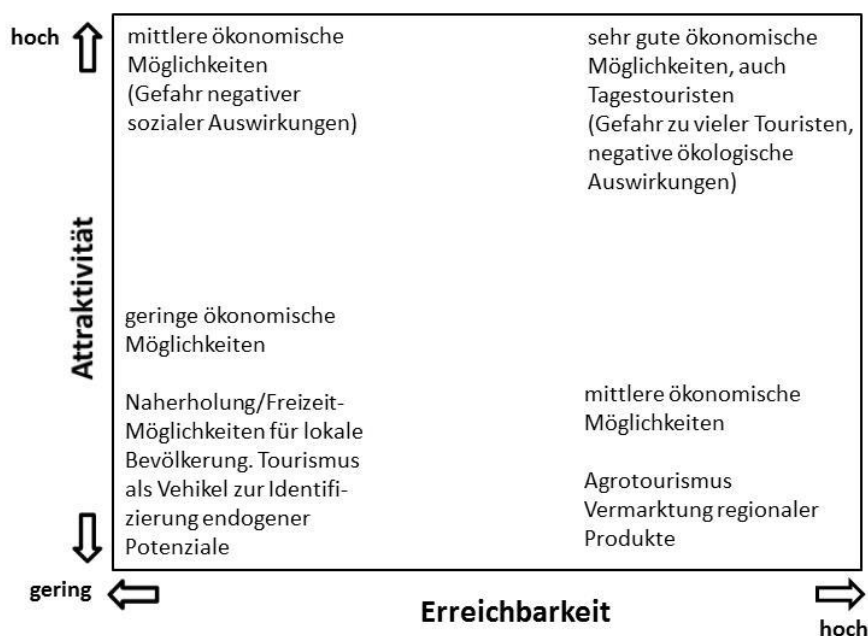 hoch
mittlere ökonomische
Möglichkeiten
(Gefahr negativer
sozialer Auswirkungen)
sehr gute ökonomische
Möglichkeiten, auch
Tagestouristen
(Gefahr zu vieler Touristen,
negative ökologische
Auswirkungen)
Attraktivität
geringe ökonomische
Möglichkeiten
Naherholung/Freizeit-
Möglichkeiten für lokale
Bevölkerung. Tourismus
als Vehikel zur Identifi-
zierung endogener
Potenziale
mittlere ökonomische
Möglichkeiten
Agrotourismus
Vermarktung regionaler
Produkte
gering
Erreichbarkeit
hoch